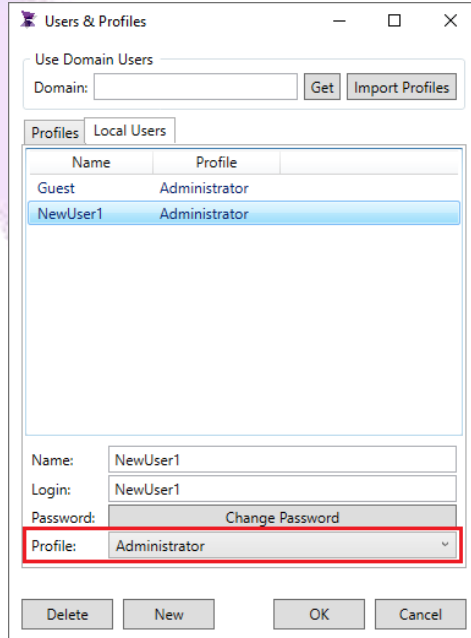 Users & Profiles
Use Domain Users
Domain: Get Import Profiles
Profiles Local Users
Name Profile
Guest Administrator
NewUser1 Administrator
Name: NewUser1
Login: NewUser1
Password: Change Password
Profile: Administrator
Delete New OK Cancel